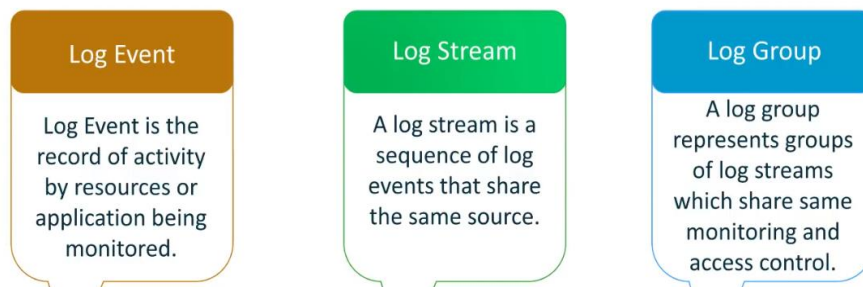 Log Event
Log Event is the
record of activity
by resources or
application being
monitored.
Log Stream
A log stream is a
sequence of log
events that share
the same source.
Log Group
A log group
represents groups
of log streams
which share same
monitoring and
access control.